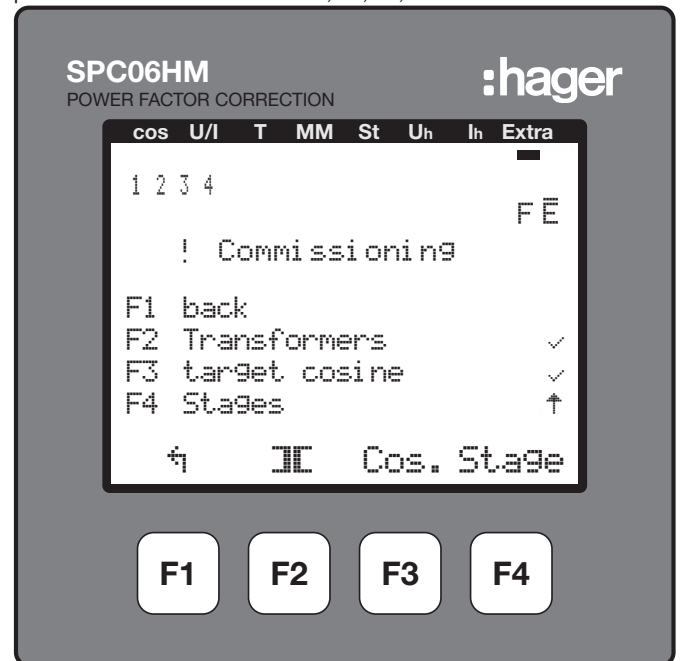 SPC06HM
:hager
POWER FACTOR CORRECTION
cos U/I T MM St Uh Ih Extra
1 2 3 4
F Ē
! Commissioning
F1 back
F2 Transformers ✓
F3 target cosine ✓
F4 Stages ↑
Cos. Stage
F1 F2 F3 F4